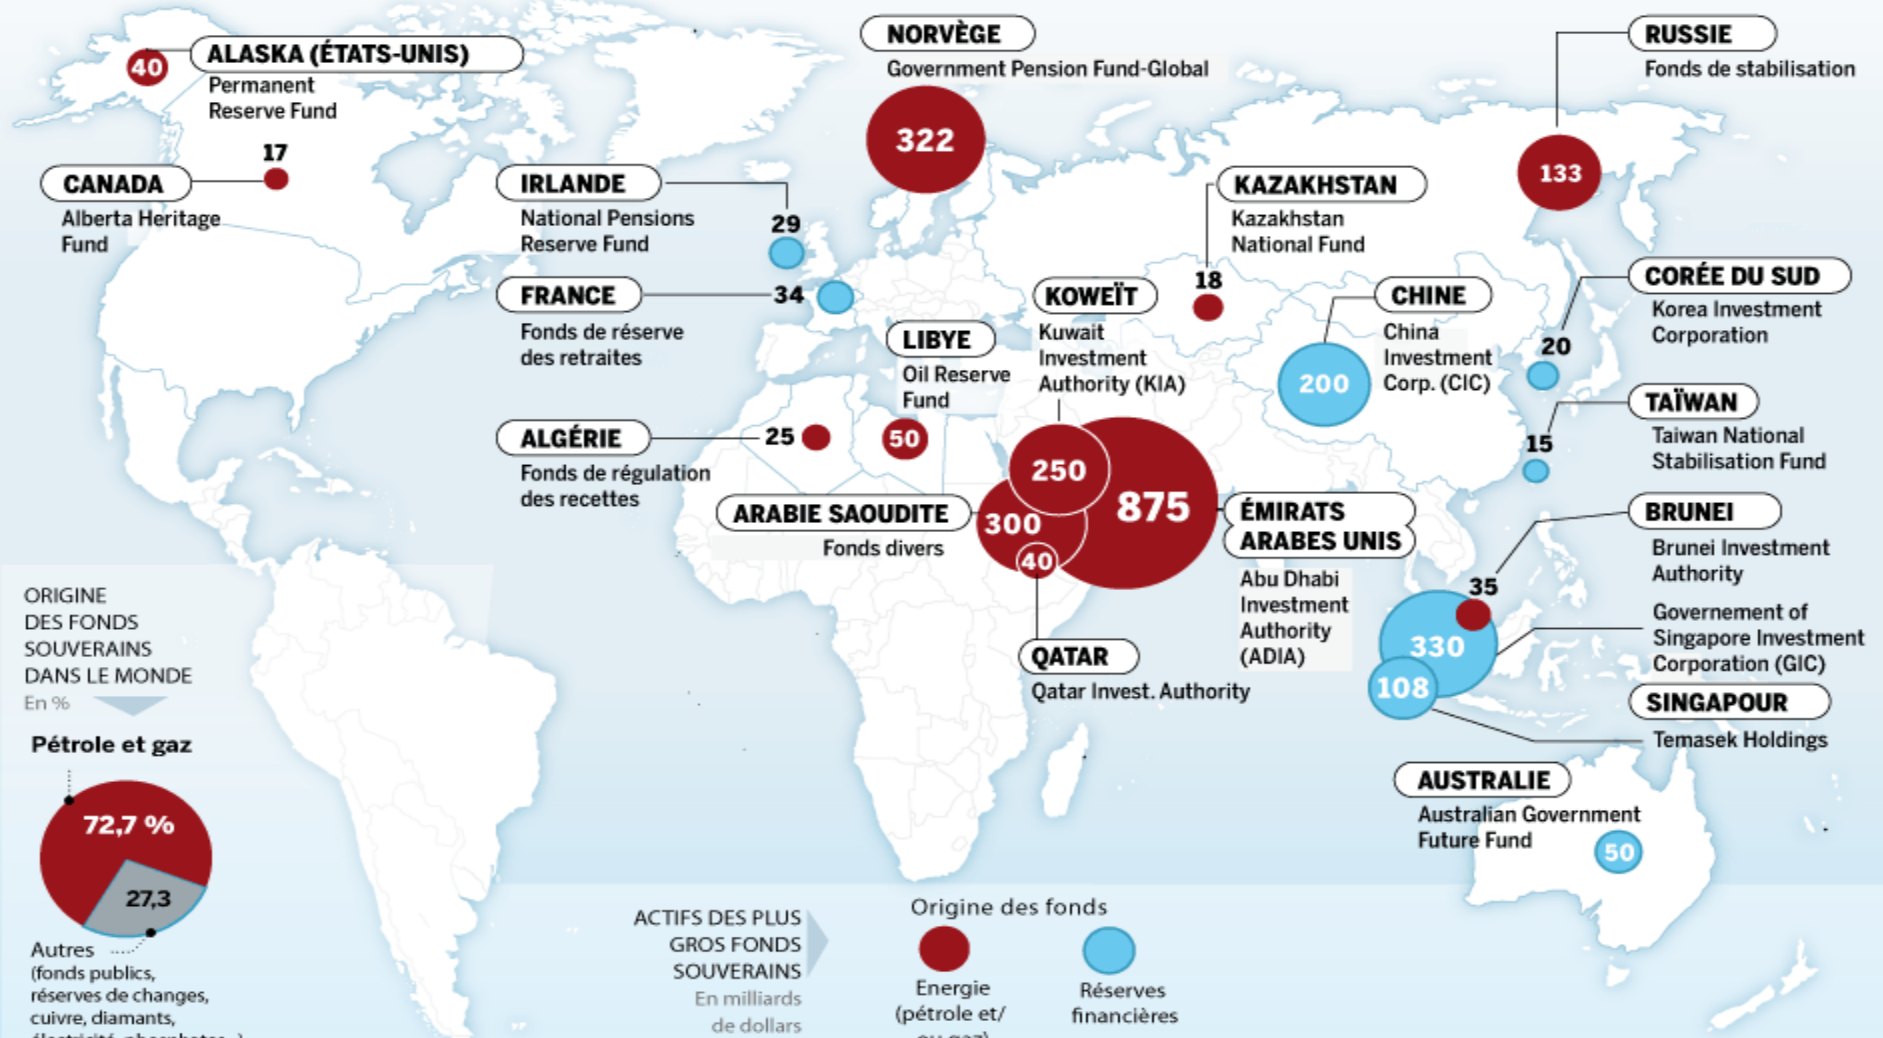 ALASKA (ÉTATS-UNIS)
Permanent
Reserve Fund
40
17
CANADA
Alberta Heritage
Fund
NORVÈGE
Government Pension Fund-Global
322
RUSSIE
Fonds de stabilisation
133
IRLANDE
National Pensions
Reserve Fund
29
FRANCE
Fonds de réserve
des retraites
34
KAZAKHSTAN
Kazakhstan
National Fund
18
KOWEÏT
Kuwait
Investment
Authority (KIA)
250
CHINE
China
Investment
Corp. (CIC)
200
CORÉE DU SUD
Korea Investment
Corporation
20
LIBYE
Oil Reserve
Fund
50
ALGÉRIE
Fonds de régulation
des recettes
25
TAÏWAN
Taiwan National
Stabilisation Fund
15
ARABIE SAOUDITE
Fonds divers
300
875
ÉMIRATS
ARABES UNIS
Abu Dhabi
Investment
Authority
(ADIA)
40
QATAR
Qatar Invest. Authority
BRUNEI
Brunei Investment
Authority
35
Governement of
Singapore Investment
Corporation (GIC)
330
SINGAPOUR
Temasek Holdings
108
AUSTRALIE
Australian Government
Future Fund
50
ORIGINE
DES FONDS
SOUVERAINS
DANS LE MONDE
En %
Pétrole et gaz
72,7 %
27,3
Autres
(fonds publics,
réserves de changes,
cuivre, diamants,
ACTIFS DES PLUS
GROS FONDS
SOUVERAINS
En milliards
de dollars
Origine des fonds
Energie
(pétrole et/
Réserves
financières